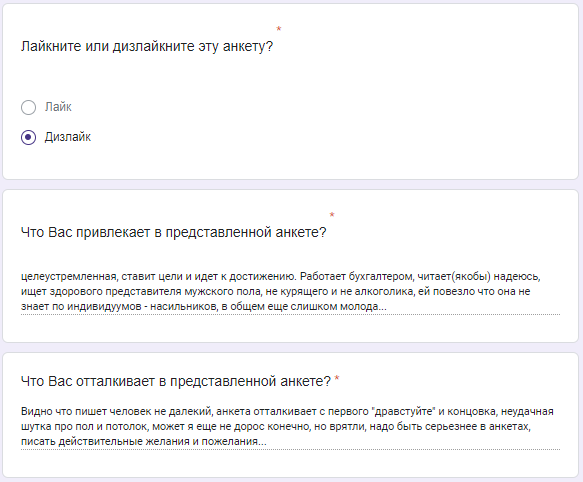 Лайкните или дизлайкните эту анкету? *
Лайк
Дизлайк
Что Вас привлекает в представленной анкете? *
целеустремленная, ставит цели и идет к достижению. Работает бухгалтером, читает(якобы) надеюсь,
ищет здорового представителя мужского пола, не курящего и не алкоголика, ей повезло что она не
знает по индивидуумов - насильников, в общем еще слишком молода...
Что Вас отталкивает в представленной анкете? *
Видно что пишет человек не далекий, анкета отталкивает с первого "дравстуйте" и концовка, неудачная
шутка про пол и потолок, может я еще не дорос конечно, но врятли, надо быть серьезнее в анкетах,
писать действительные желания и пожелания...